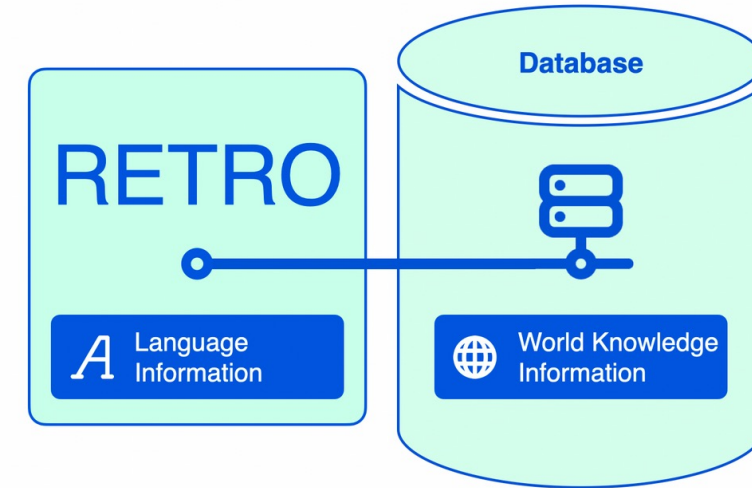 RETRO
A Language
Information
Database
World Knowledge
Information